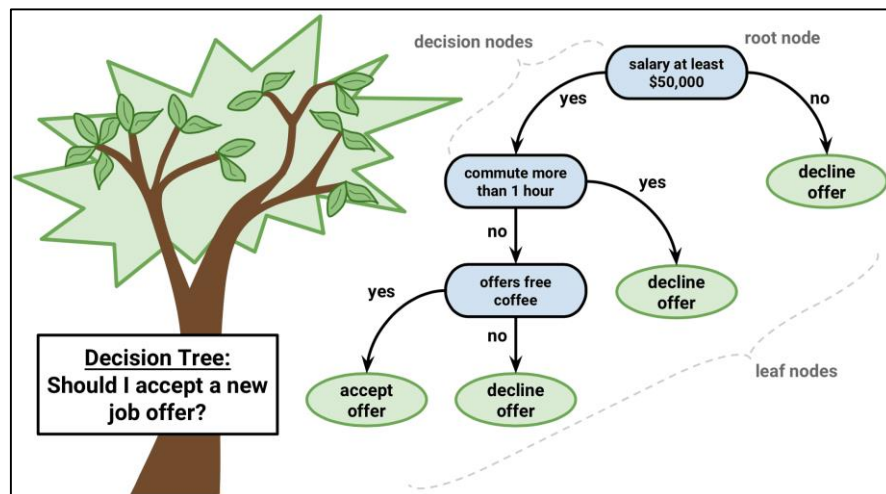 decision nodes
root node
salary at least
$50,000
yes
no
commute more
than 1 hour
yes
decline
offer
no
offers free
coffee
decline
offer
yes
no
Decision Tree:
Should I accept a new
job offer?
accept
offer
decline
offer
leaf nodes